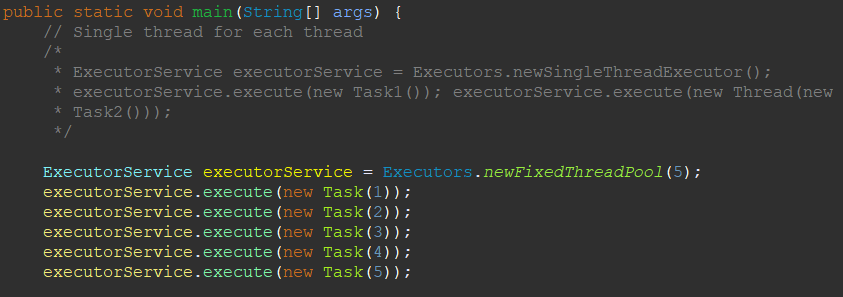 public static void main(String[] args) {
// Single thread for each thread
/*
* ExecutorService executorService = Executors.newSingleThreadExecutor();
* executorService.execute(new Task1()); executorService.execute(new Thread(new
* Task2()));
*/
ExecutorService executorService = Executors.newFixedThreadPool(5);
executorService.execute(new Task(1));
executorService.execute(new Task(2));
executorService.execute(new Task(3));
executorService.execute(new Task(4));
executorService.execute(new Task(5));